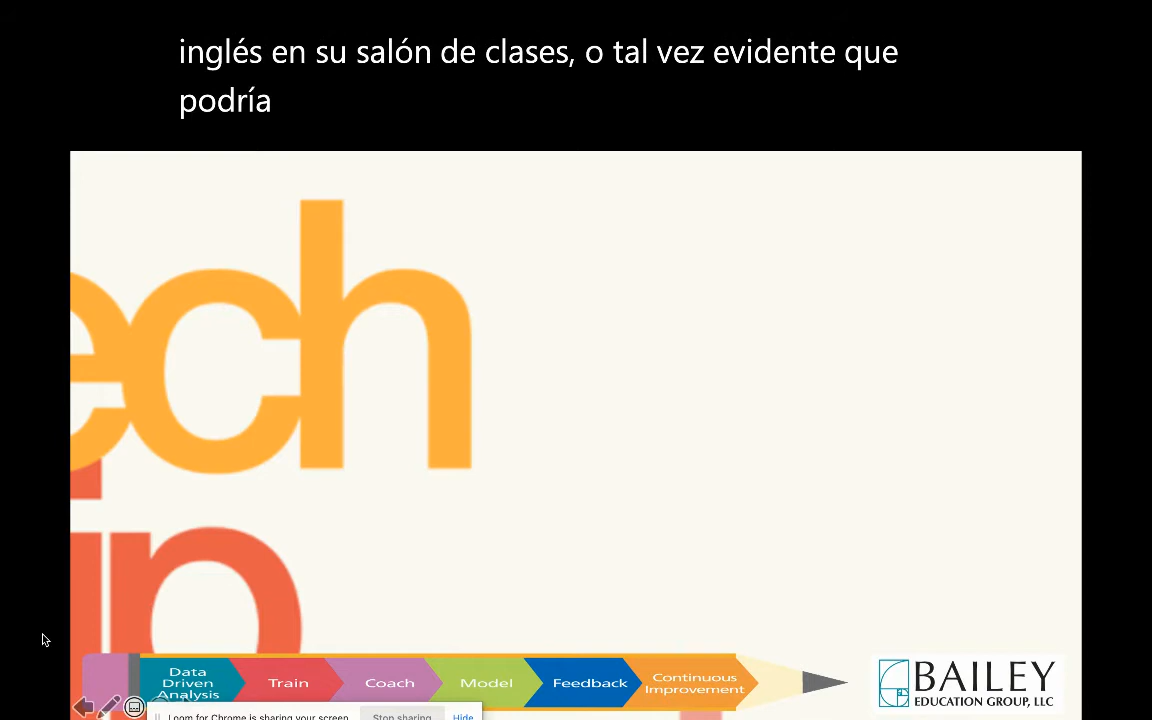 inglés en su salón de clases, o tal vez evidente que
podría
ech
ip
Data
Driven
Analysis
Train
Coach
Model
Feedback
Continuous
Improvement
BAILEY
EDUCATION GROUP, LLC
Loom for Chrome is sharing your screen.
Stop sharing
Hide